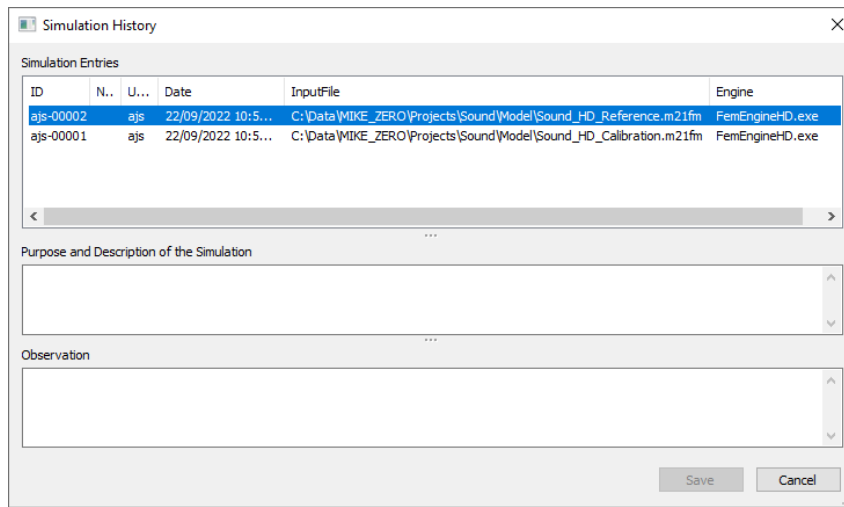 Simulation History
Simulation Entries
ID N.. U... Date InputFile Engine
ajs-00002 ajs 22/09/2022 10:5... C:\Data\MIKE_ZERO\Projects\Sound\Model\Sound_HD_Reference.m21fm FemEngineHD.exe
ajs-00001 ajs 22/09/2022 10:5... C:\Data\MIKE_ZERO\Projects\Sound\Model\Sound_HD_Calibration.m21fm FemEngineHD.exe
Purpose and Description of the Simulation
Observation
Save Cancel